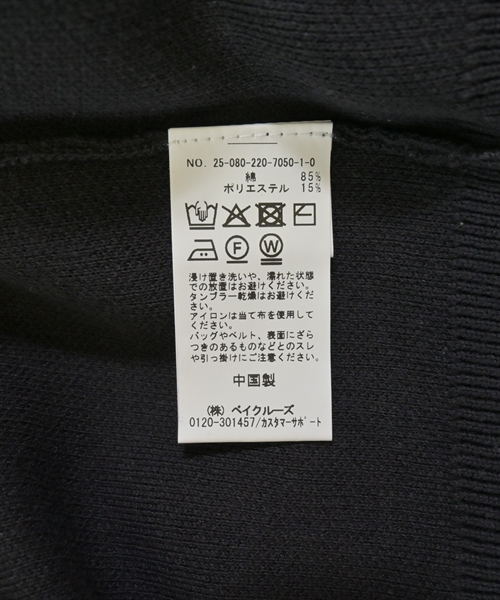 NO. 25-080-220-7050-1-0
綿 85%
ポリエステル 15%
F W
浸け置き洗いや、濡れた状態
での放置はお避けください。
タンブラー乾燥はお避けください。
アイロンは当て布を使用して
ください。
バッグやベルト、表面にざら
つきのあるものなどとのスレ
や引っ掛けにご注意ください。
中国製
(株) ベイクルーズ
0120-301457/カスタマーサポート